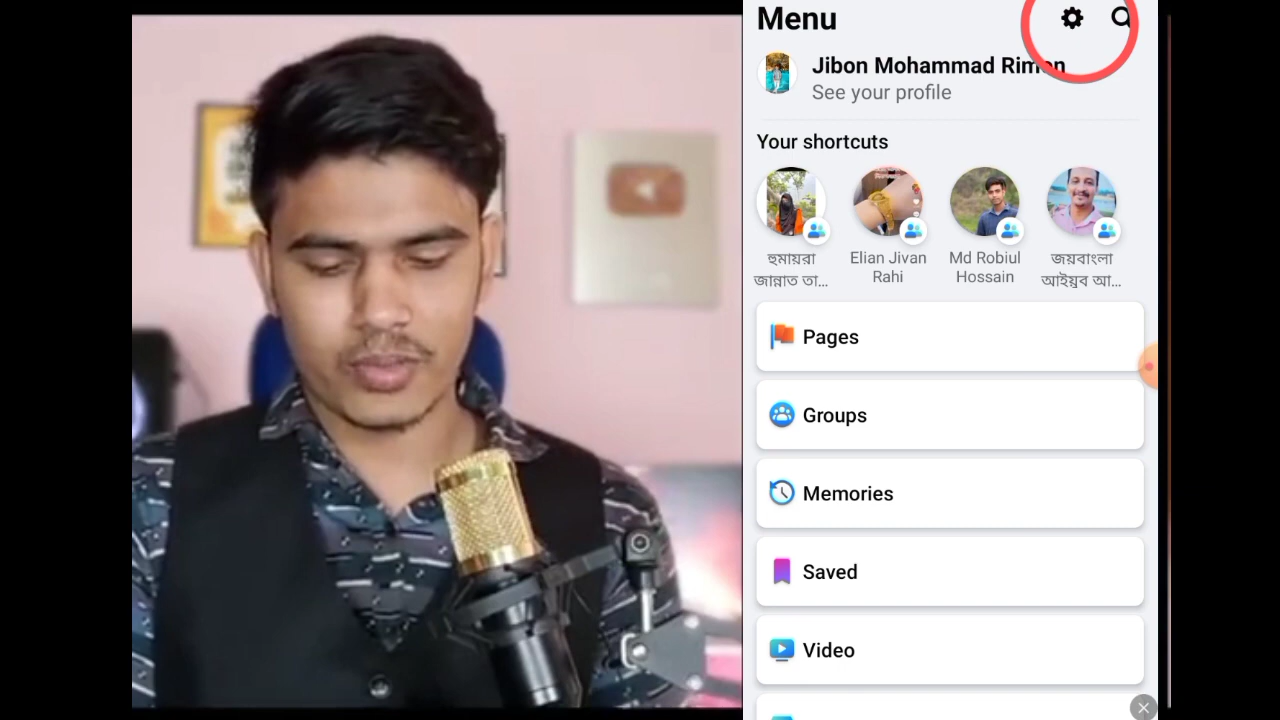 Menu
Jibon Mohammad Rimon
See your profile
Your shortcuts
হুমায়রা
জান্নাত তা...
Elian Jivan
Rahi
Md Robiul
Hossain
জয়বাংলা
আইয়ুব আ...
Pages
Groups
Memories
Saved
Video